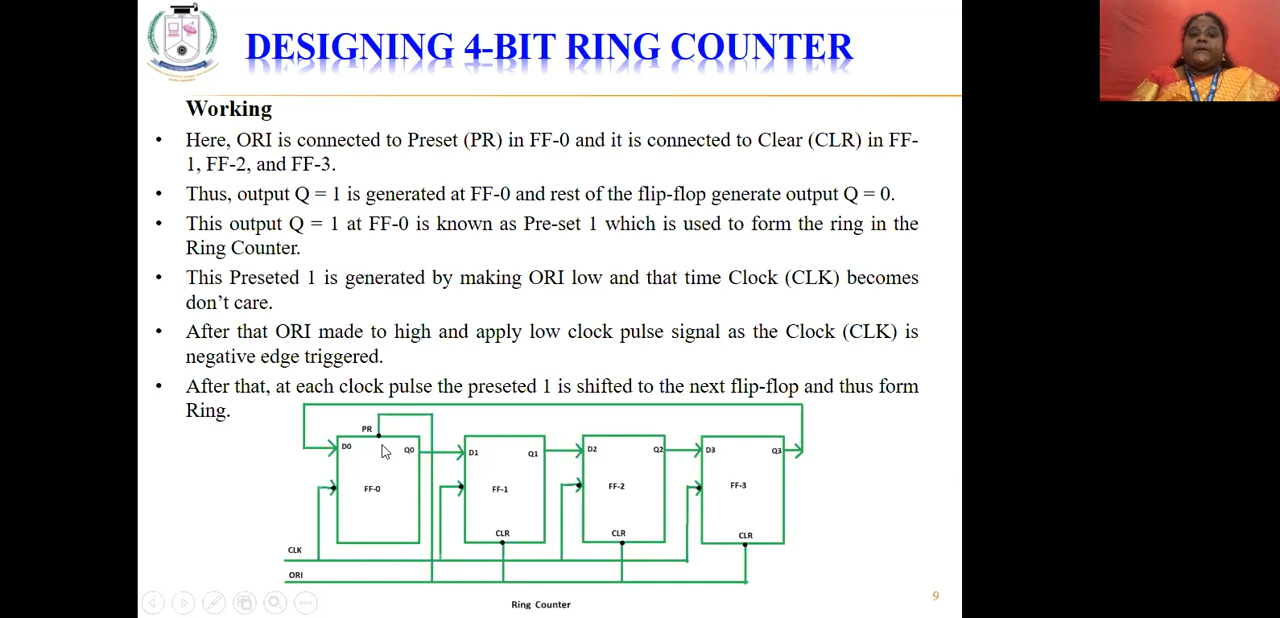 DESIGNING 4-BIT RING COUNTER
Working
• Here, ORI is connected to Preset (PR) in FF-0 and it is connected to Clear (CLR) in FF-
1, FF-2, and FF-3.
• Thus, output Q = 1 is generated at FF-0 and rest of the flip-flop generate output Q = 0.
• This output Q = 1 at FF-0 is known as Pre-set 1 which is used to form the ring in the
Ring Counter.
• This Preseted 1 is generated by making ORI low and that time Clock (CLK) becomes
don’t care.
• After that ORI made to high and apply low clock pulse signal as the Clock (CLK) is
negative edge triggered.
• After that, at each clock pulse the preseted 1 is shifted to the next flip-flop and thus form
Ring.
PR
D0 Q0 D1 Q1 D2 Q2 D3 Q3
FF-0 FF-1 FF-2 FF-3
CLR CLR CLR
CLK
ORI
Ring Counter
9